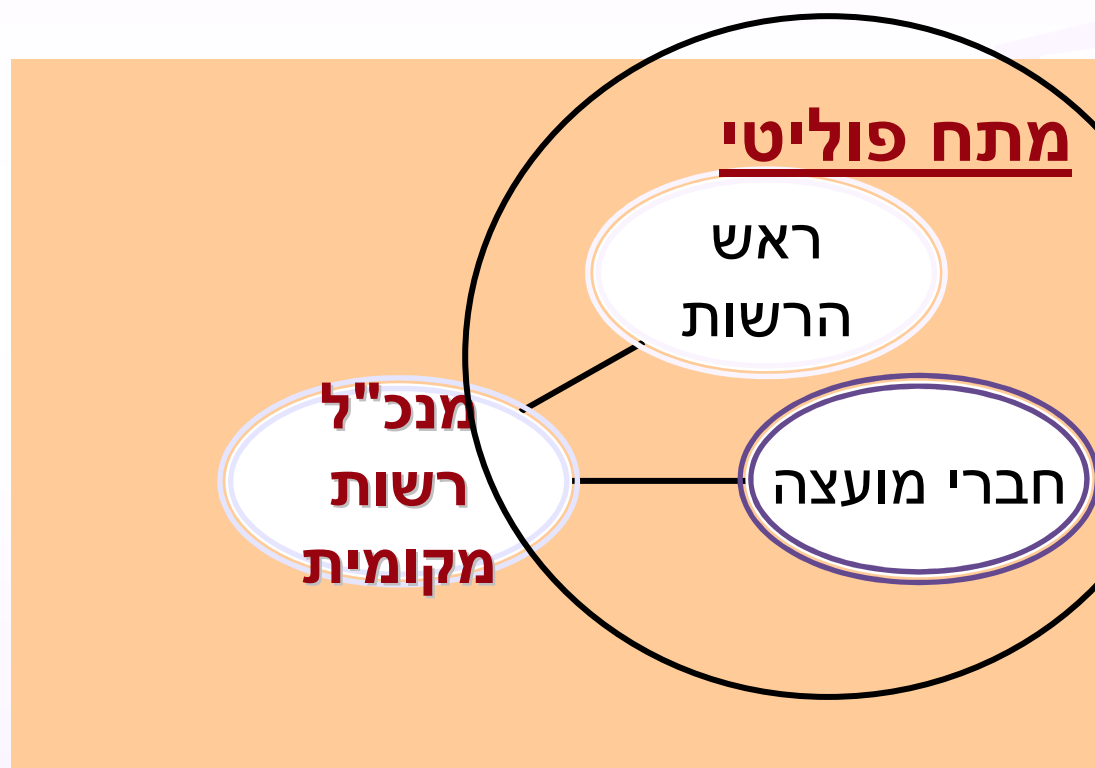 מתח פוליטי
ראש
הרשות
חברי מועצה
מנכ"ל
רשות
מקומית